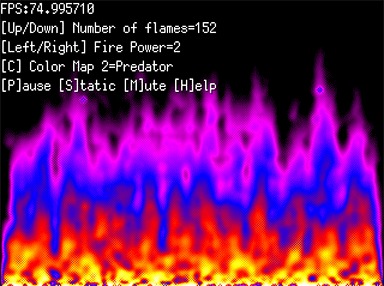 FPS:74.995710
[Up/Down] Number of flames=152
[Left/Right] Fire Power=2
[C] Color Map 2=Predator
[P]ause [S]tatic [M]ute [H]elp